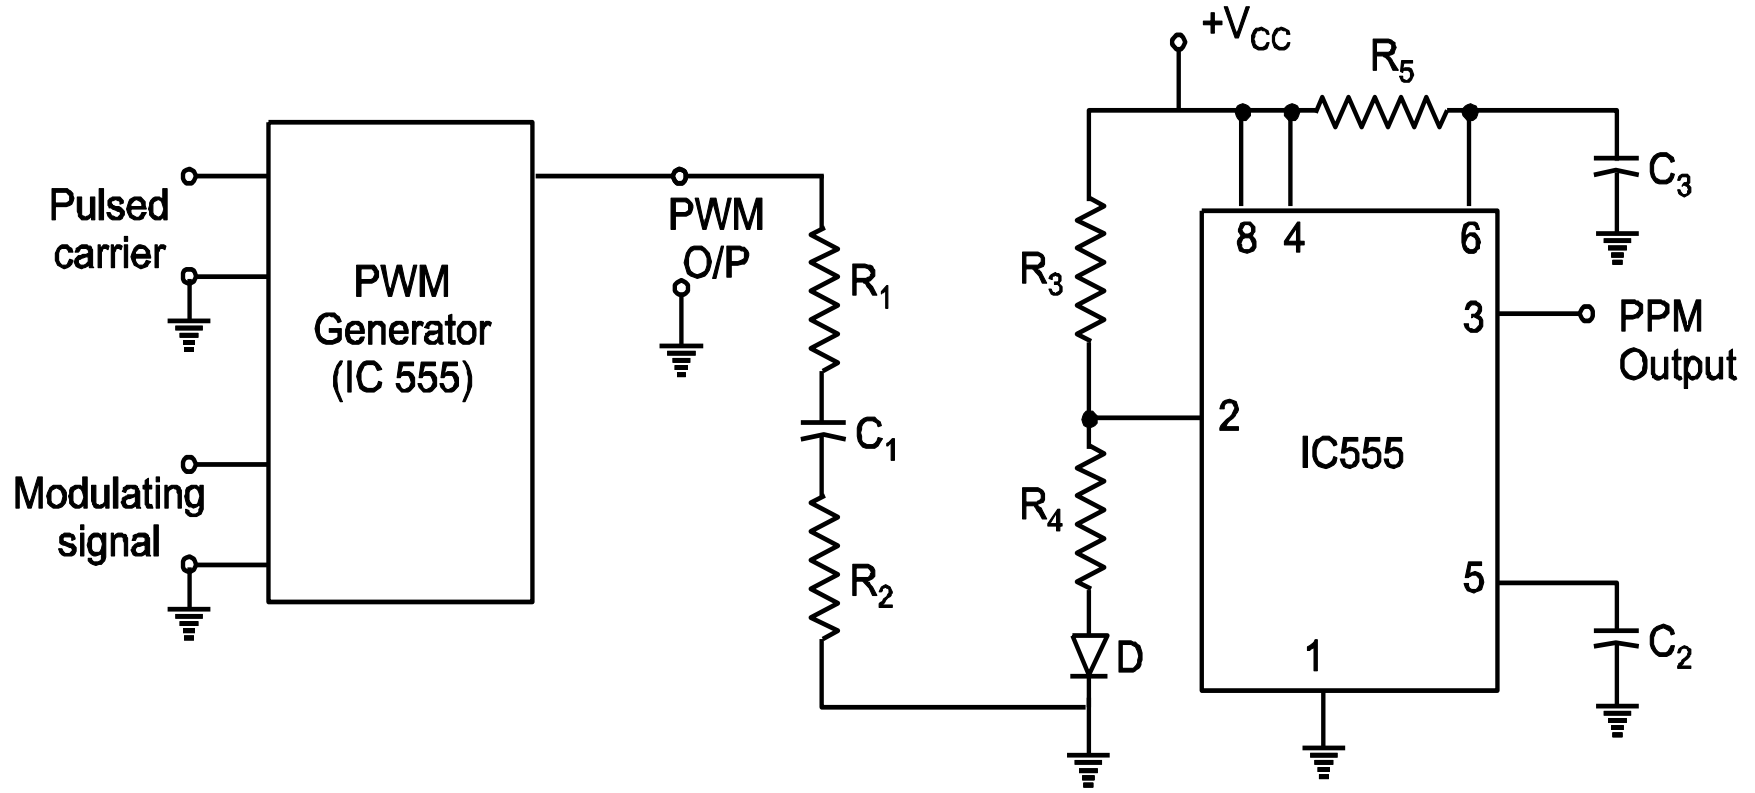 Pulsed
carrier
Modulating
signal
PWM
Generator
(IC 555)
PWM
O/P
R1
C1
R2
+VCC
R5
R3
R4
D
8 4 6
3
2
IC555
5
1
C3
PPM
Output
C2